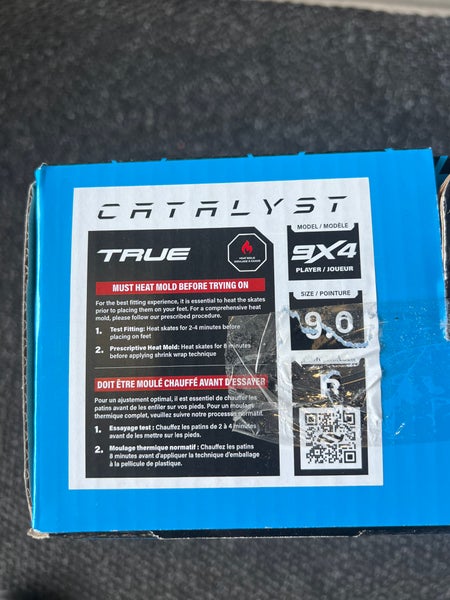 CATALYST
TRUE
HEAT MOLD
MUST HEAT MOLD BEFORE TRYING ON
For the best fitting experience, it is essential to heat the skates
prior to placing them on your feet. For a comprehensive heat
mold, please follow our prescribed procedure.
1. Test Fitting: Heat skates for 2-4 minutes before
placing on feet
2. Prescriptive Heat Mold: Heat skates for 8 minutes
before applying shrink wrap technique
DOIT ÊTRE MOULÉ CHAUFFÉ AVANT D'ESSAYER
Pour un ajustement optimal, il est essentiel de chauffer les
patins avant de les enfiler sur vos pieds. Pour un moulage
thermique complet, veuillez suivre notre processus normatif.
1. Essayage test : Chauffez les patins de 2 à 4 minutes
avant de les mettre sur les pieds.
2. Moulage thermique normatif : Chauffez les patins
8 minutes avant d'appliquer la technique d'emballage
à la pellicule de plastique.
MODEL / MODÈLE
9X4
PLAYER / JOUEUR
SIZE / POINTURE
R